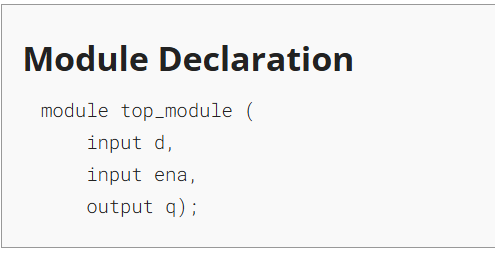 Module Declaration
module top_module (
    input d,
    input ena,
    output q);